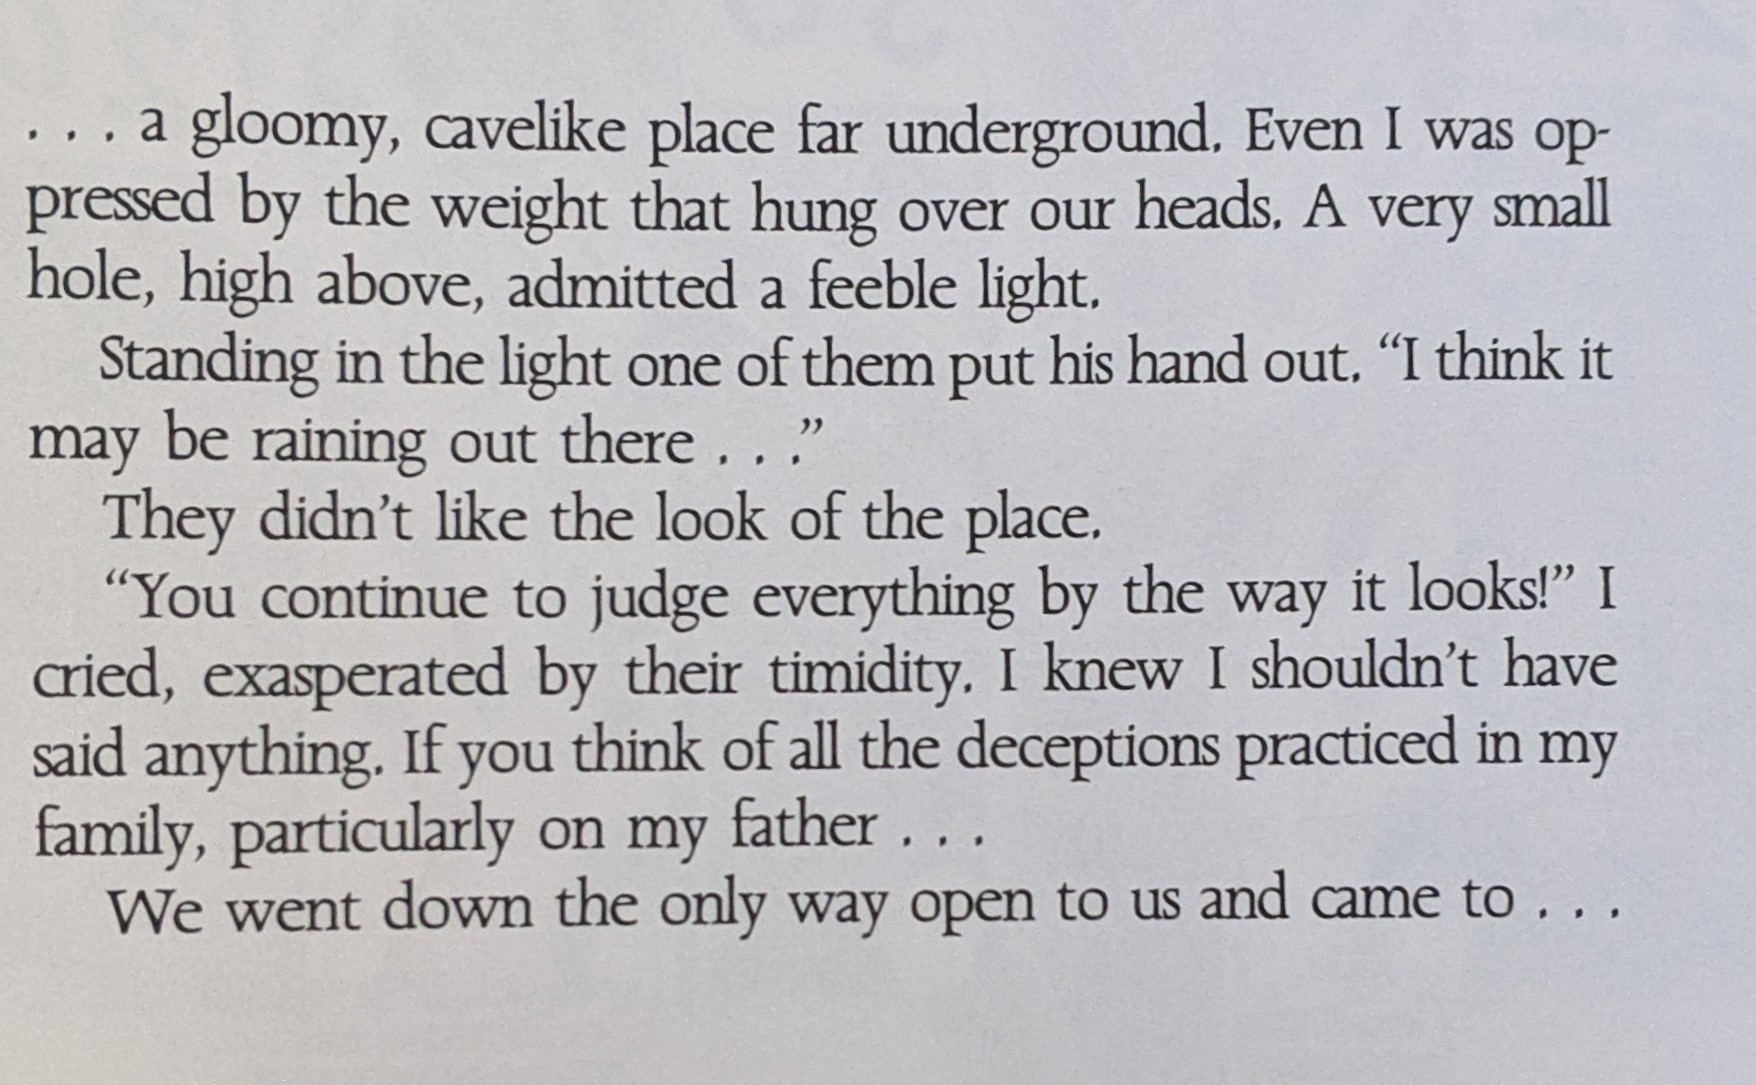 . . . a gloomy, cavelike place far underground. Even I was op-
pressed by the weight that hung over our heads. A very small
hole, high above, admitted a feeble light.
Standing in the light one of them put his hand out. “I think it
may be raining out there . . .”
They didn’t like the look of the place.
“You continue to judge everything by the way it looks!” I
cried, exasperated by their timidity. I knew I shouldn’t have
said anything. If you think of all the deceptions practiced in my
family, particularly on my father . . .
We went down the only way open to us and came to . . .